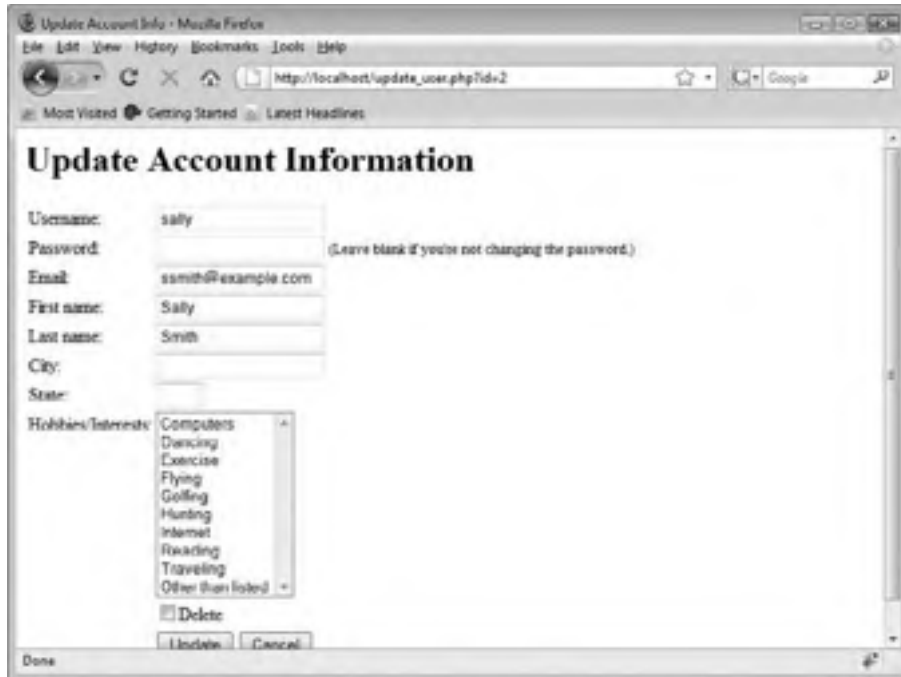 Update Account Info - Mozilla Firefox
File Edit View History Bookmarks Tools Help
http://localhost/update_user.php?id=2
Google
Most Visited Getting Started Latest Headlines
Update Account Information
Username: sally
Password: (Leave blank if you're not changing the password.)
Email: ssmith@example.com
First name: Sally
Last name: Smith
City:
State:
Hobbies/Interests: Computers
Dancing
Exercise
Flying
Golfing
Hunting
Internet
Reading
Traveling
Other than listed
Delete
Update Cancel
Done